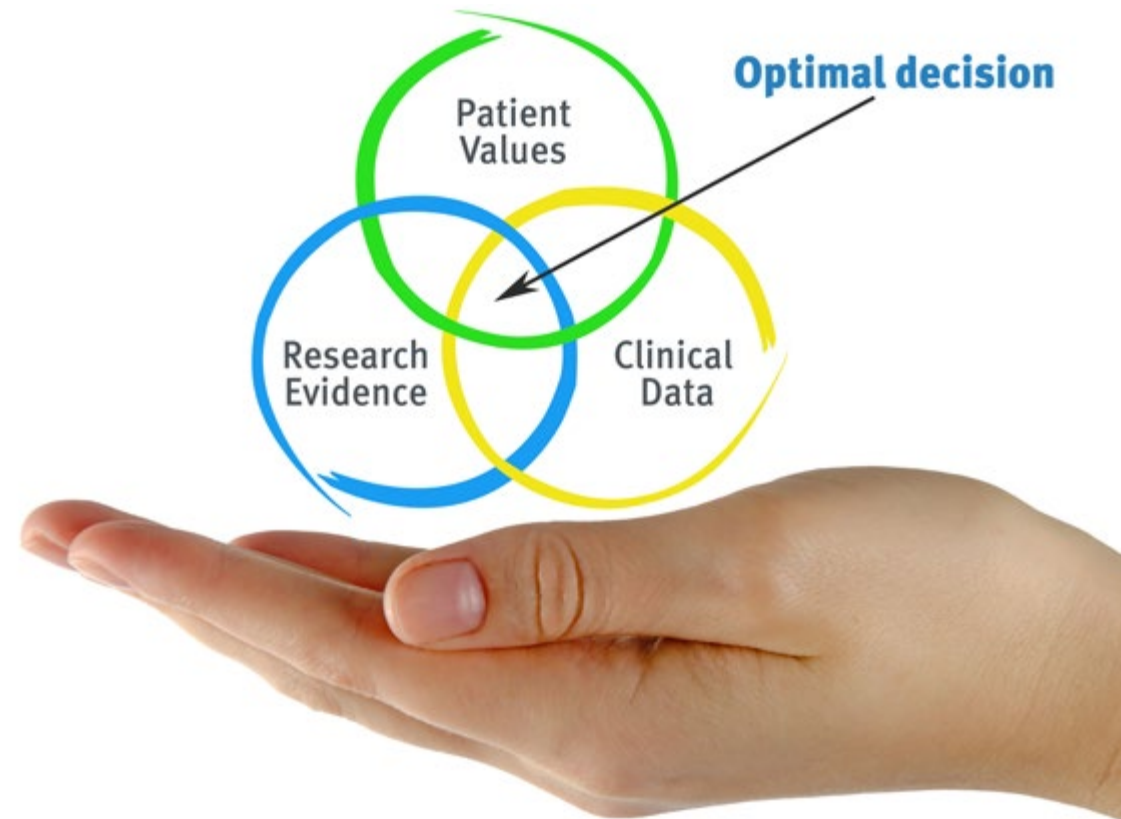 Optimal decision
Patient
Values
Research
Evidence
Clinical
Data